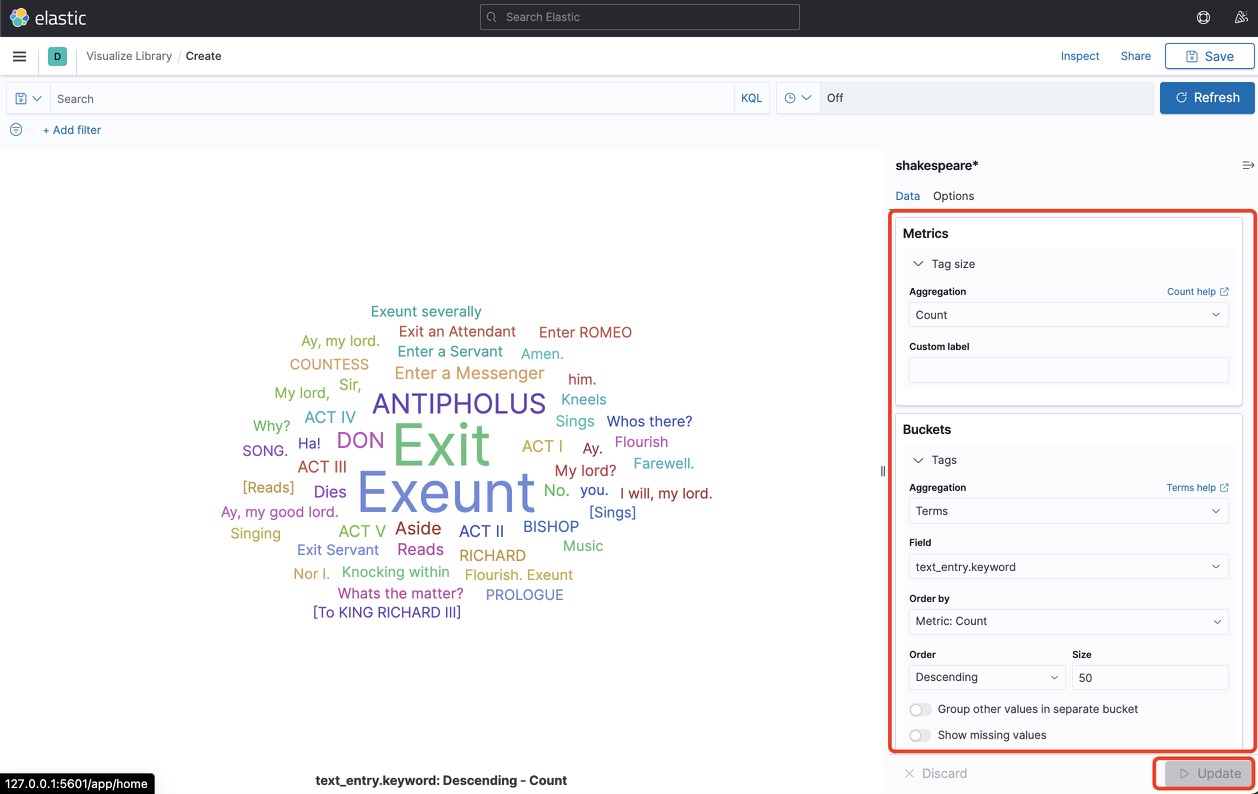 elastic
Search Elastic
D
Visualize Library / Create
Inspect Share Save
Search
KQL
Off
Refresh
+ Add filter
shakespeare*
Data Options
Metrics
Tag size
Aggregation
Count help
Count
Custom label
Buckets
Tags
Aggregation
Terms help
Terms
Field
text_entry.keyword
Order by
Metric: Count
Order Size
Descending 50
Group other values in separate bucket
Show missing values
Discard Update
Exeunt severally
Exit an Attendant Enter ROMEO
Ay, my lord.
Enter a Servant Amen.
COUNTESS
Enter a Messenger
him.
Sir,
My lord,
Kneels
ANTIPHOLUS
ACT IV
Sings Whos there?
Why?
DON Exit
Ha! Flourish
ACT I Ay.
SONG.
ACT III
My lord? Farewell.
[Reads] Dies Exeunt No. you. I will, my lord.
Ay, my good lord.
[Sings]
Singing
ACT V Aside ACT II BISHOP
Exit Servant Reads RICHARD Music
Nor I. Knocking within Flourish. Exeunt
Whats the matter? PROLOGUE
[To KING RICHARD III]
text_entry.keyword: Descending - Count
127.0.0.1:5601/app/home